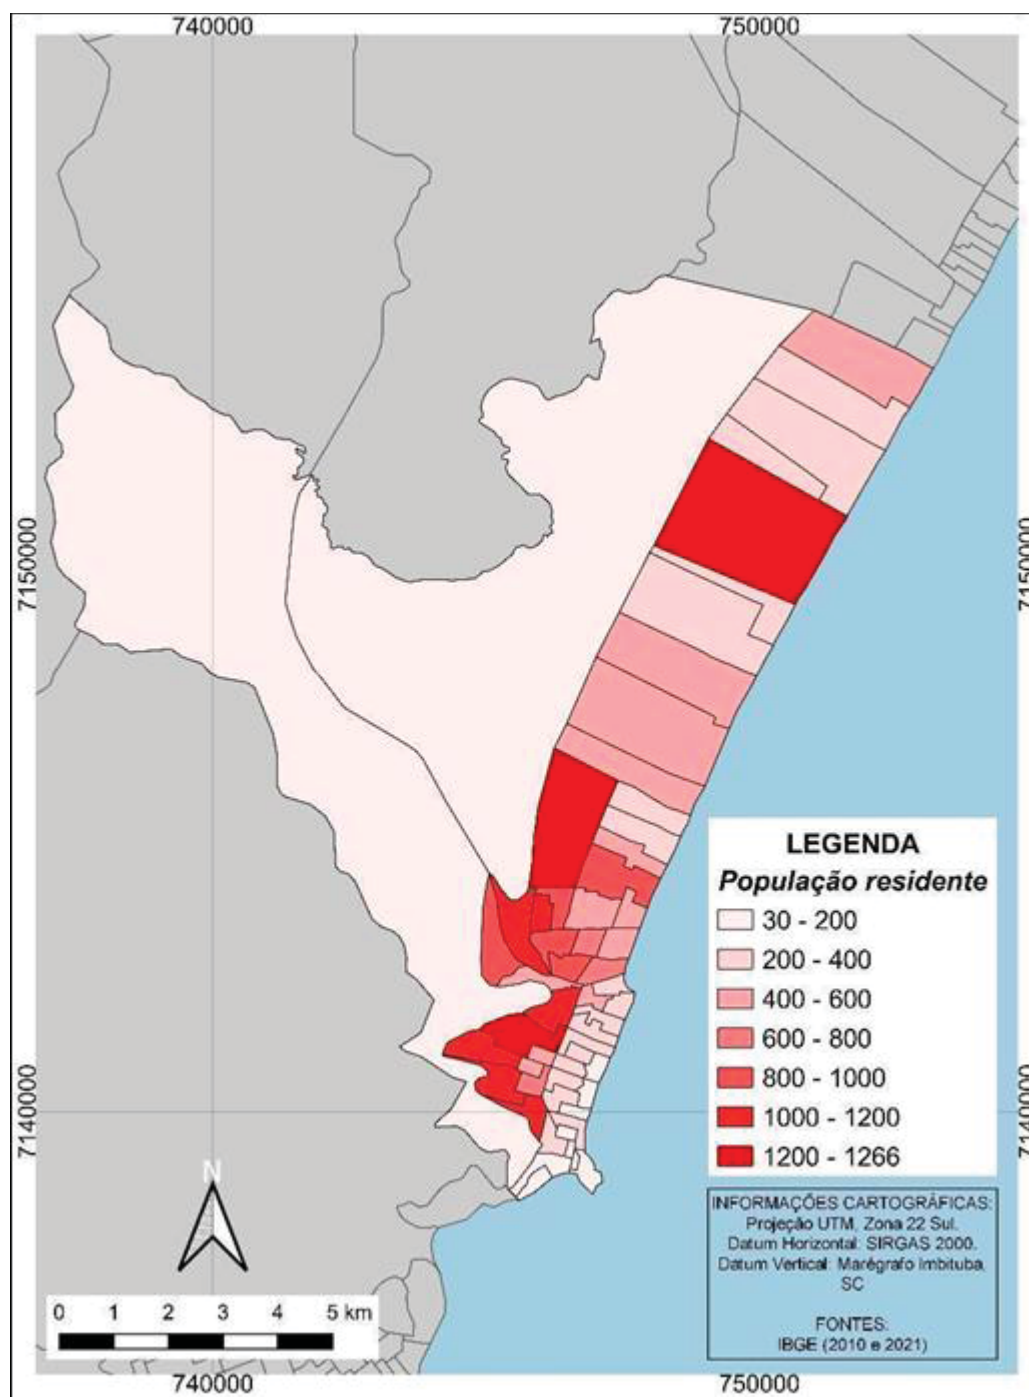 740000
750000
7150000
7150000
LEGENDA
População residente
30 - 200
200 - 400
400 - 600
600 - 800
800 - 1000
1000 - 1200
1200 - 1266
7140000
7140000
N
INFORMAÇÕES CARTOGRÁFICAS:
Projeção UTM, Zona 22 Sul.
Datum Horizontal: SIRGAS 2000.
Datum Vertical: Marégrafo Imbituba,
SC
FONTES:
IBGE (2010 e 2021)
0 1 2 3 4 5 km
740000
750000